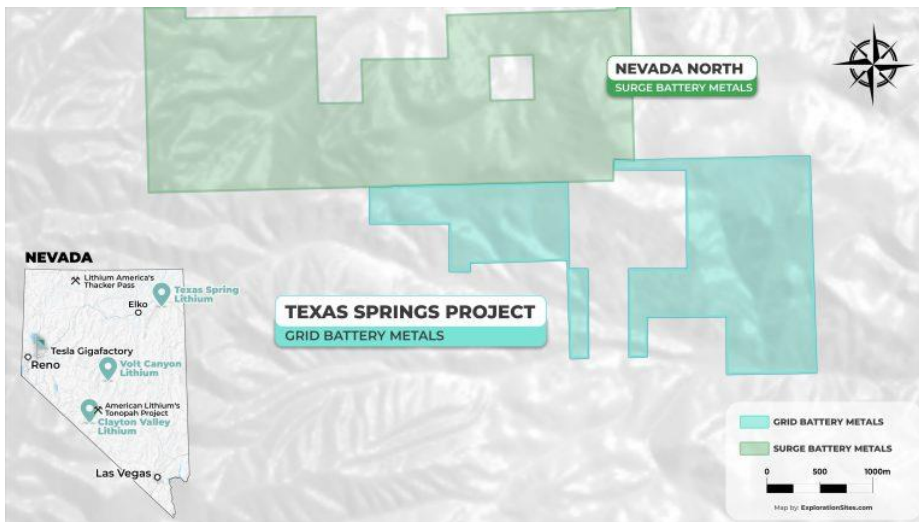 NEVADA NORTH
SURGE BATTERY METALS
NEVADA
Lithium America's
Thacker Pass
Texas Spring
Lithium
Elko
Tesla Gigafactory
Reno
Volt Canyon
Lithium
American Lithium's
Tonopah Project
Clayton Valley
Lithium
Las Vegas
TEXAS SPRINGS PROJECT
GRID BATTERY METALS
GRID BATTERY METALS
SURGE BATTERY METALS
0 500 1000m
Map by: ExplorationSites.com